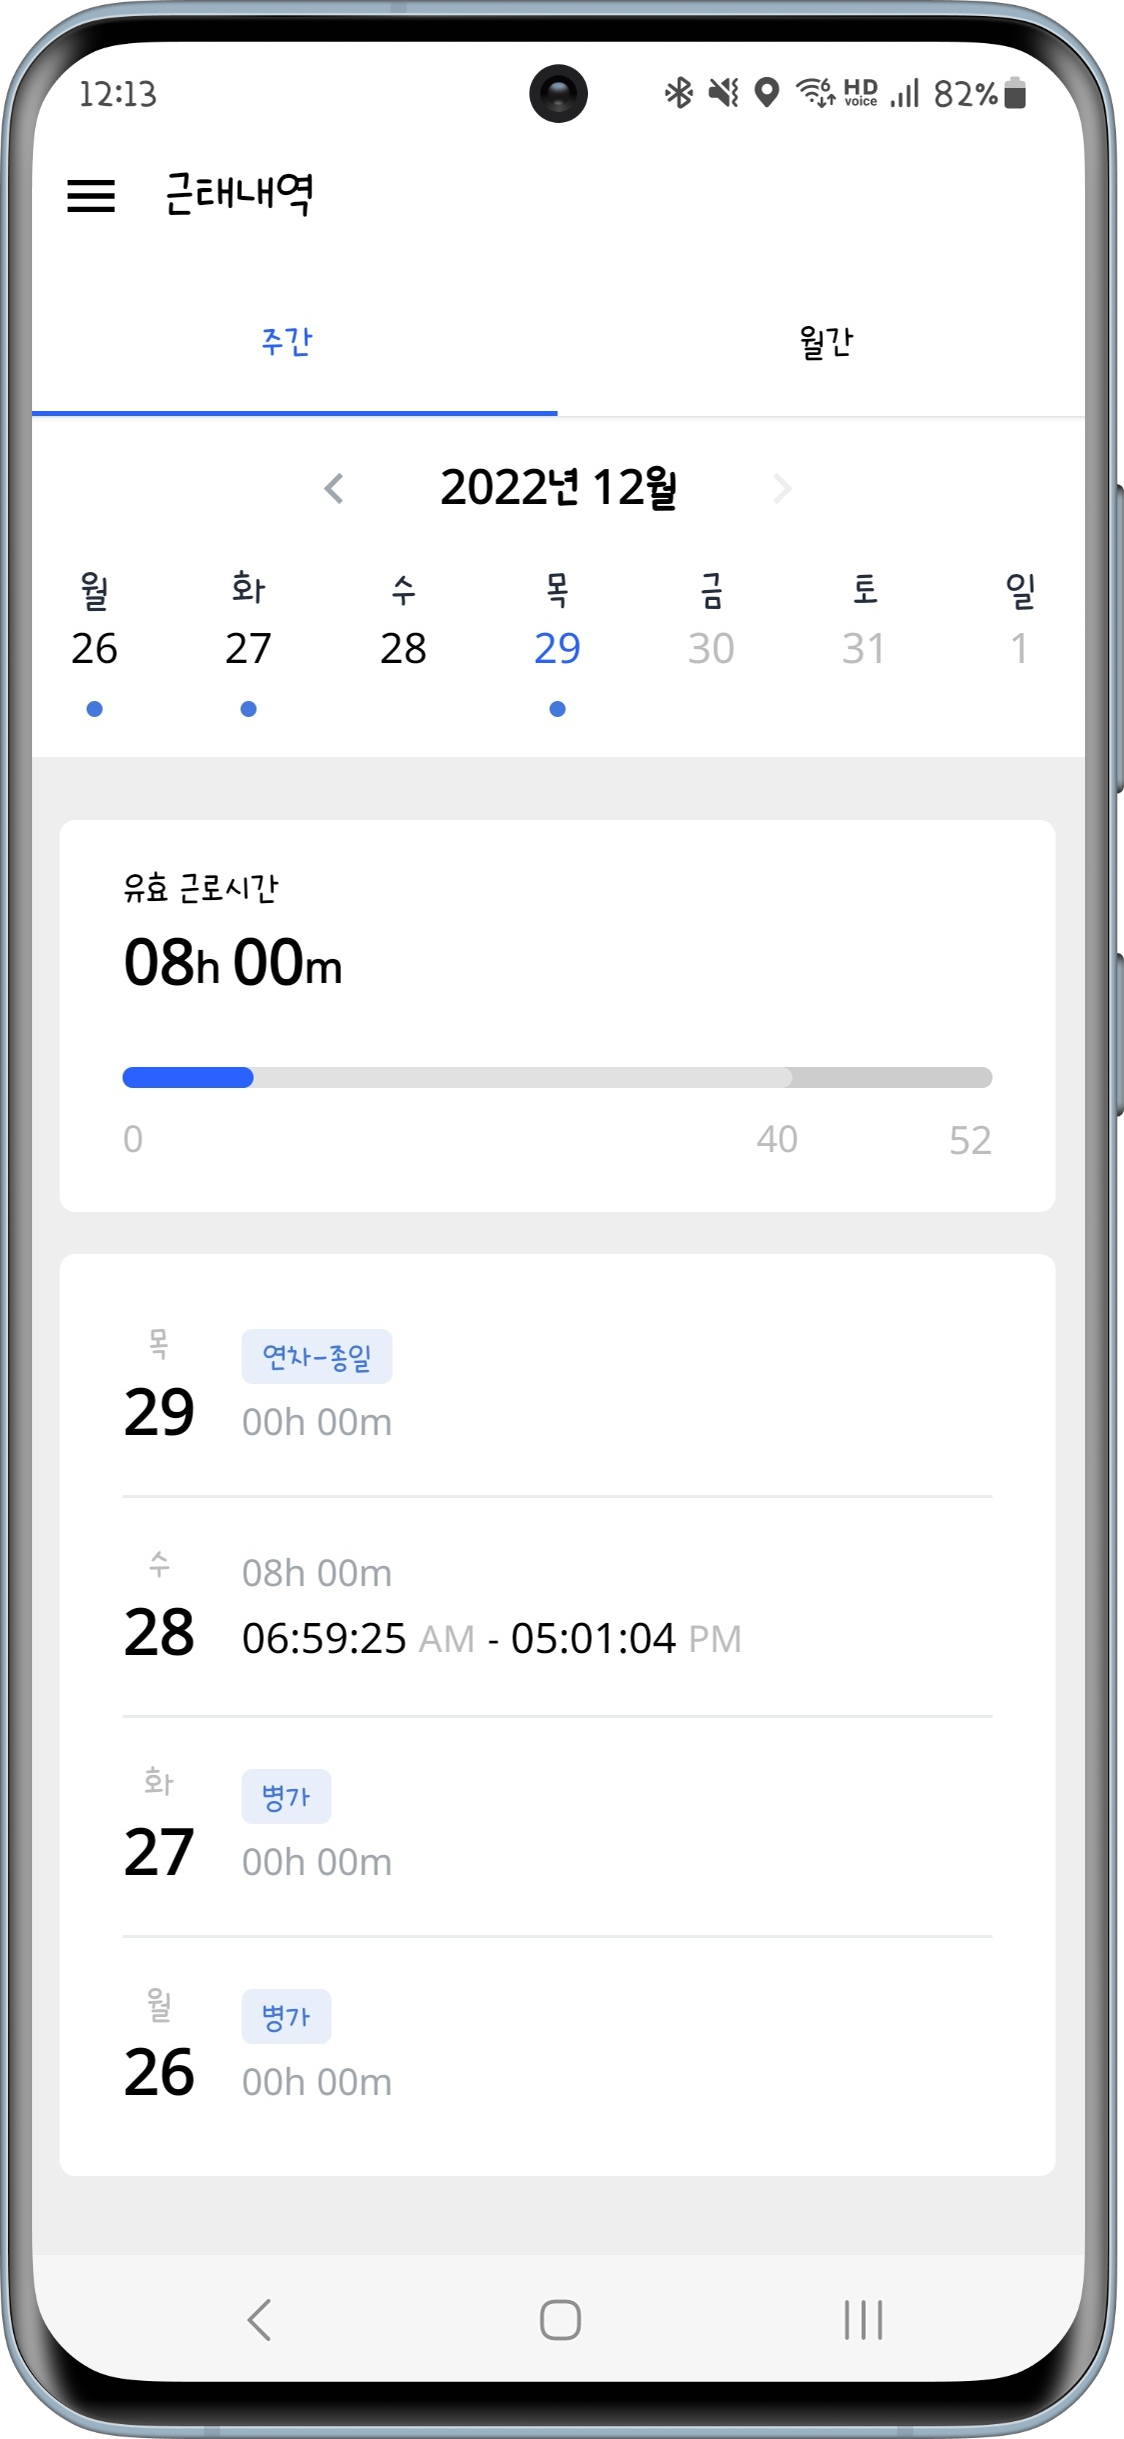 12:13 6 HD voice 82%
근태내역
주간 월간
2022년 12월
월 화 수 목 금 토 일
26 27 28 29 30 31 1
유효 근로시간
08h 00m
0 40 52
목
29
연차-종일
00h 00m
수
28
08h 00m
06:59:25 AM - 05:01:04 PM
화
27
병가
00h 00m
월
26
병가
00h 00m